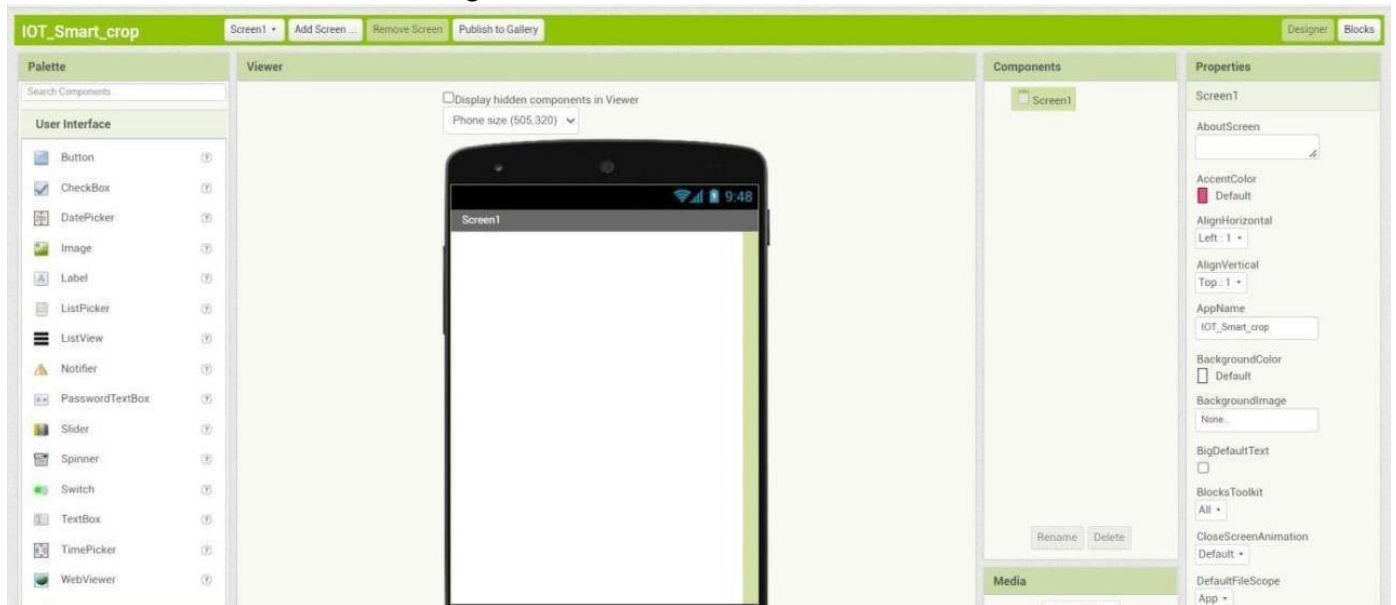 IOT_Smart_crop
Screen1
Add Screen ...
Remove Screen
Publish to Gallery
Designer
Blocks
Palette
Search Components...
User Interface
Button
CheckBox
DatePicker
Image
Label
ListPicker
ListView
Notifier
PasswordTextBox
Slider
Spinner
Switch
TextBox
TimePicker
WebViewer
Viewer
Display hidden components in Viewer
Phone size (505,320)
9:48
Screen1
Components
Screen1
Rename
Delete
Media
Properties
Screen1
AboutScreen
AccentColor
Default
AlignHorizontal
Left : 1
AlignVertical
Top : 1
AppName
IOT_Smart_crop
BackgroundColor
Default
BackgroundImage
None...
BigDefaultText
BlocksToolkit
All
CloseScreenAnimation
Default
DefaultFileScope
App